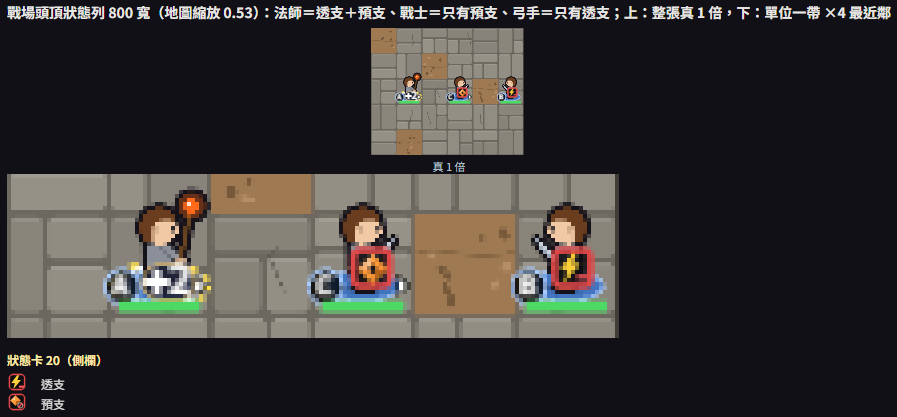 戰場頭頂狀態列 800 寬（地圖縮放 0.53）：法師＝透支＋預支、戰士＝只有預支、弓手＝只有透支；上：整張真 1 倍，下：單位一帶 ×4 最近鄰
真 1 倍
A +2 C B
狀態卡 20（側欄）
透支
預支